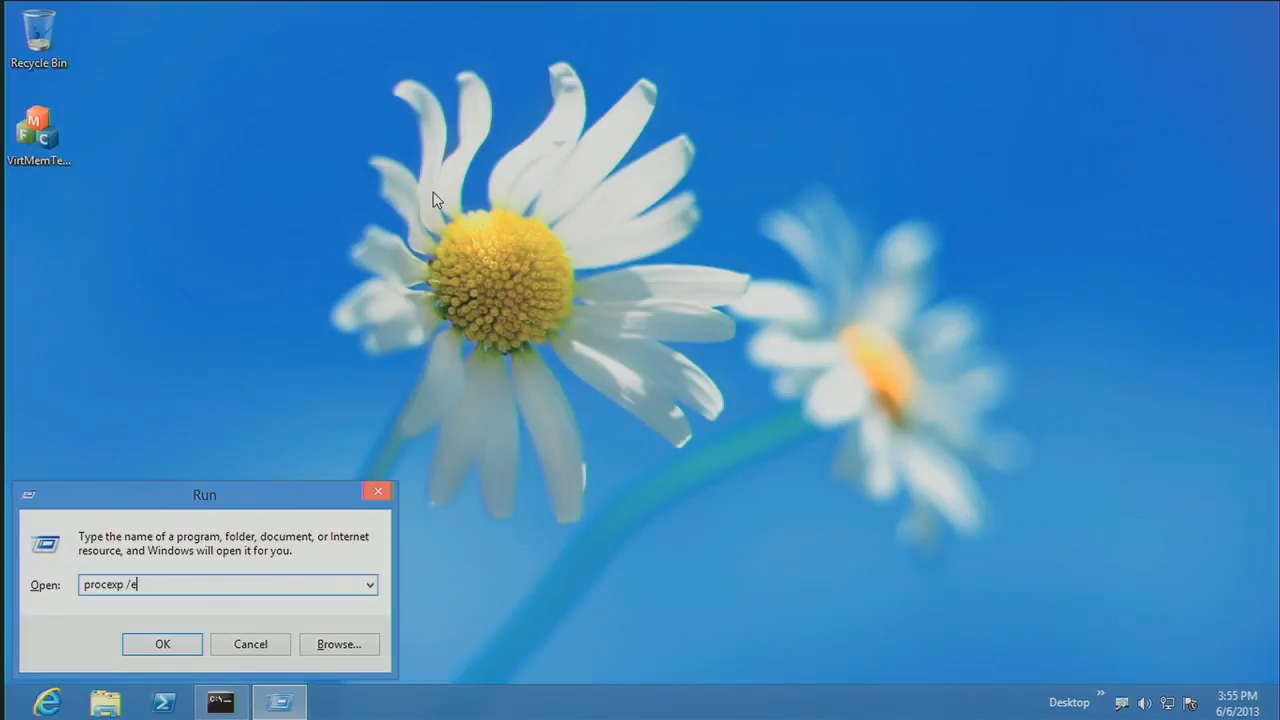 Recycle Bin
M
F
C
VirtMemTe...
Run
Type the name of a program, folder, document, or Internet
resource, and Windows will open it for you.
Open:
procexp /e
OK
Cancel
Browse...
C:\
Desktop
3:55 PM
6/6/2013